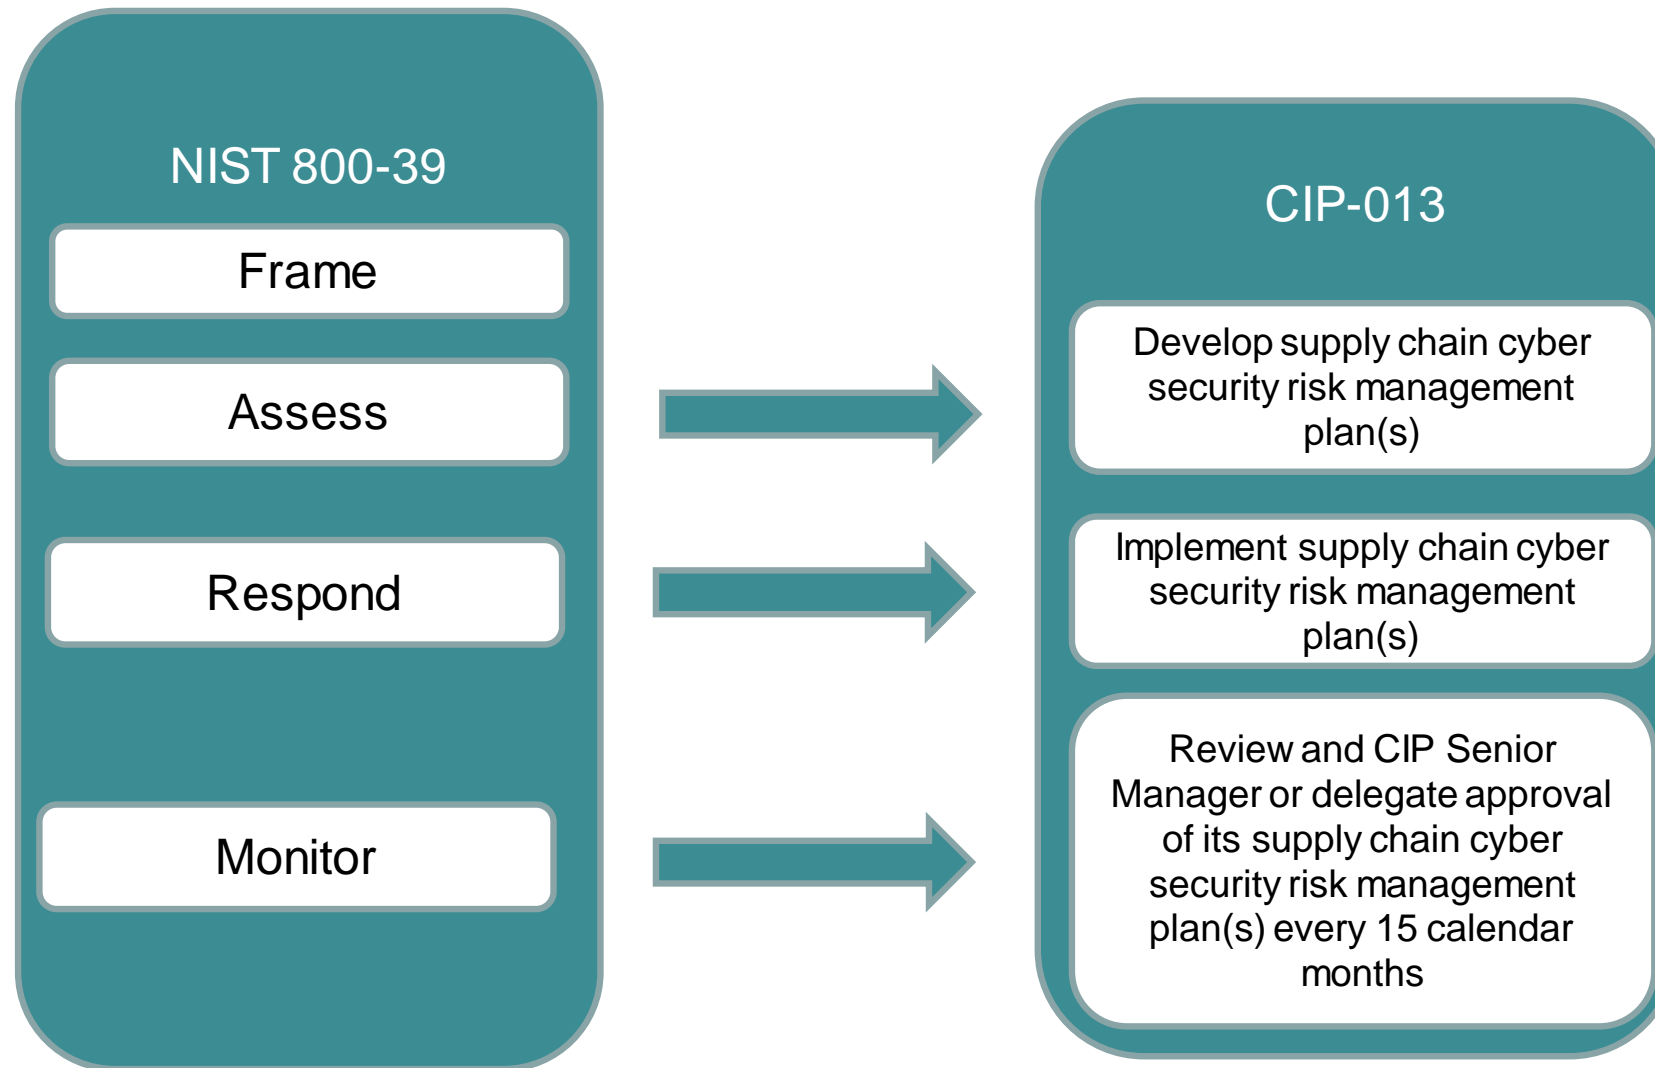 NIST 800-39
Frame
Assess
Respond
Monitor
CIP-013
Develop supply chain cyber
security risk management
plan(s)
Implement supply chain cyber
security risk management
plan(s)
Review and CIP Senior
Manager or delegate approval
of its supply chain cyber
security risk management
plan(s) every 15 calendar
months